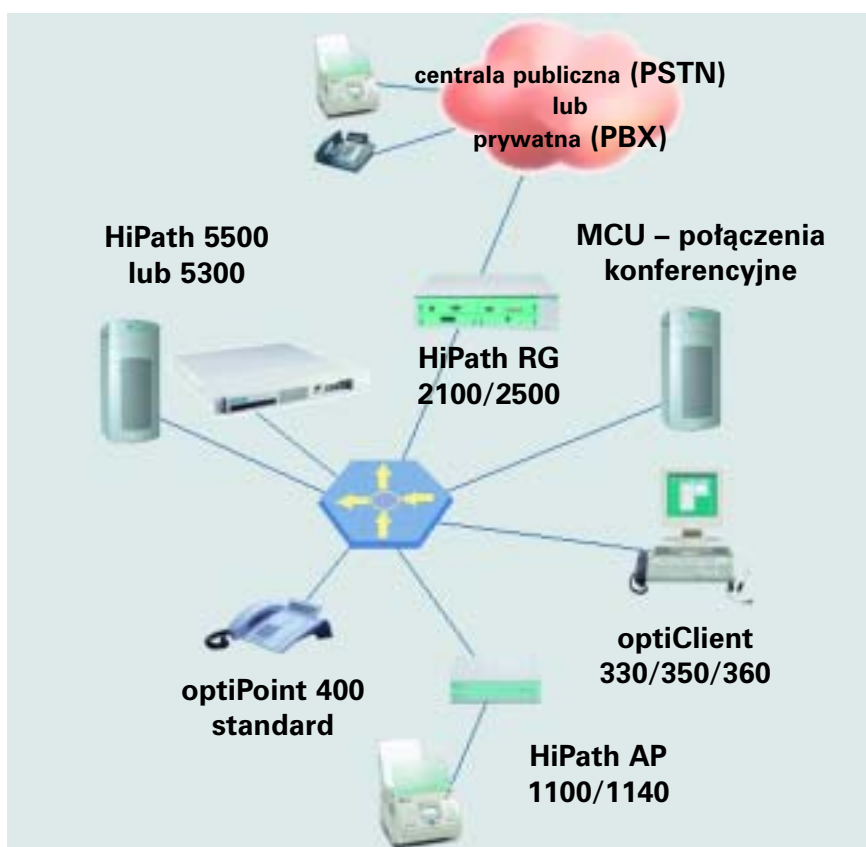 centrala publiczna (PSTN)
lub
prywatna (PBX)
HiPath 5500
lub 5300
MCU – połączenia
konferencyjne
HiPath RG
2100/2500
optiClient
330/350/360
optiPoint 400
standard
HiPath AP
1100/1140